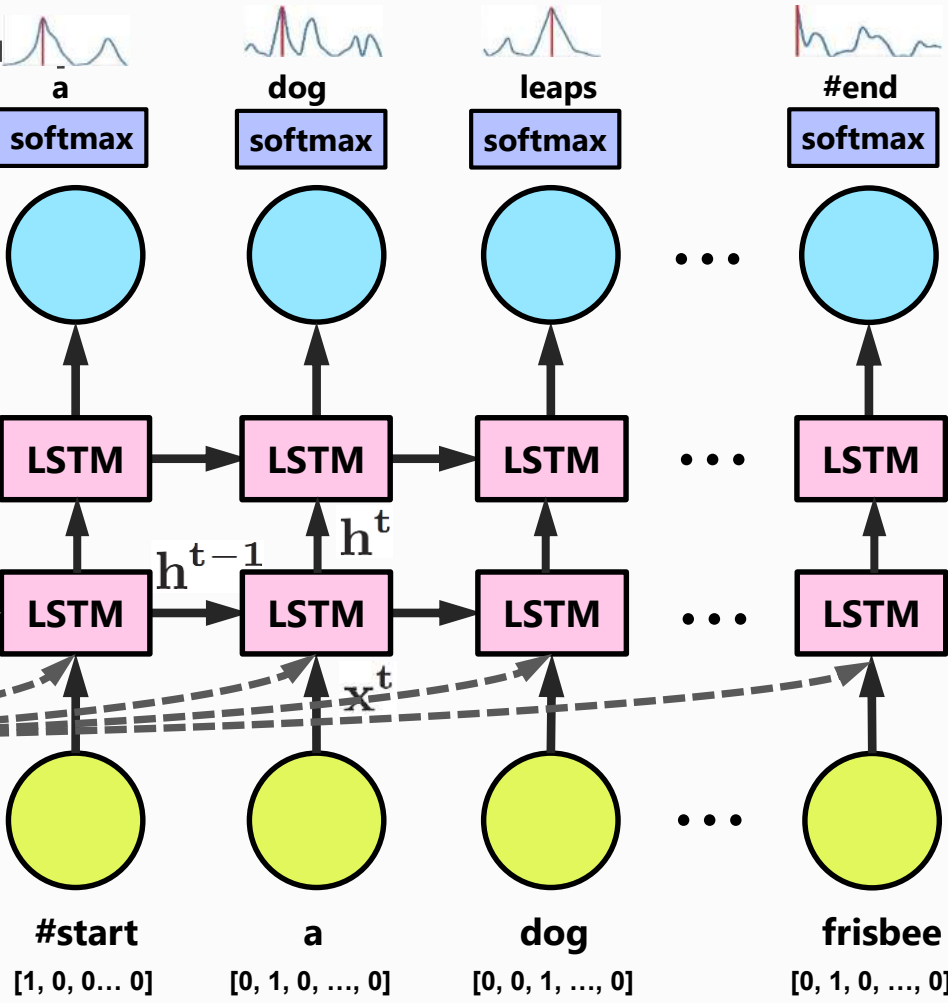 a dog leaps #end
softmax softmax softmax softmax
...
LSTM LSTM LSTM ... LSTM
h^{t-1} h^t
LSTM LSTM LSTM ... LSTM
x^t
...
#start a dog frisbee
[1, 0, 0... 0] [0, 1, 0, ..., 0] [0, 0, 1, ..., 0] [0, 1, 0, ..., 0]